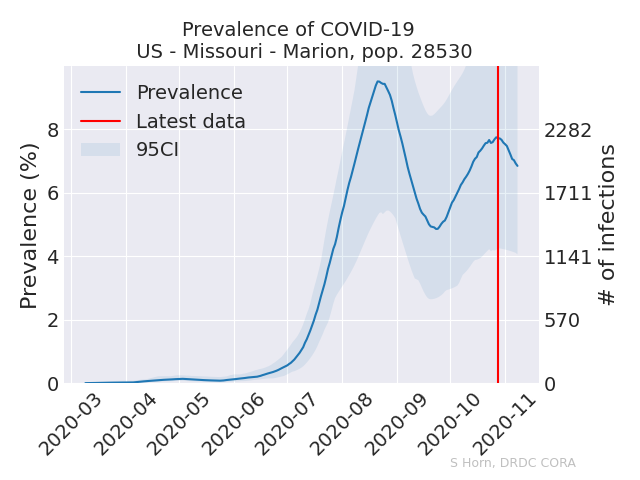 Prevalence of COVID-19
US - Missouri - Marion, pop. 28530
Prevalence
Latest data
95CI
Prevalence (%)
8
6
4
2
0
2282
1711
1141
570
0
# of infections
2020-03
2020-04
2020-05
2020-06
2020-07
2020-08
2020-09
2020-10
2020-11
S Horn, DRDC CORA